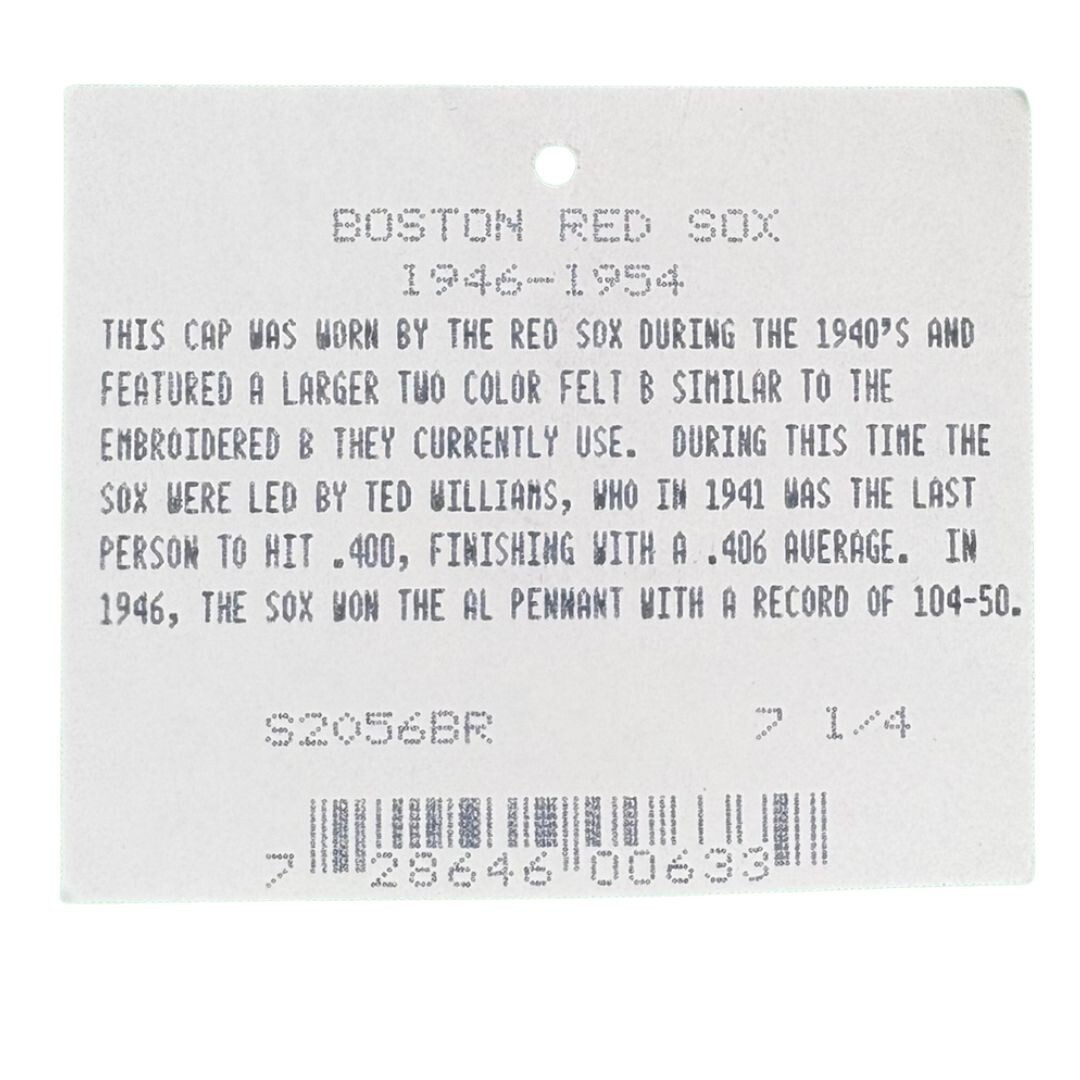 BOSTON RED SOX
1946-1954
THIS CAP WAS WORN BY THE RED SOX DURING THE 1940'S AND
FEATURED A LARGER TWO COLOR FELT B SIMILAR TO THE
EMBROIDERED B THEY CURRENTLY USE.  DURING THIS TIME THE
SOX WERE LED BY TED WILLIAMS, WHO IN 1941 WAS THE LAST
PERSON TO HIT .400, FINISHING WITH A .406 AVERAGE.  IN
1946, THE SOX WON THE AL PENNANT WITH A RECORD OF 104-50.
S2056BR 7 1/4
7 28646 00633